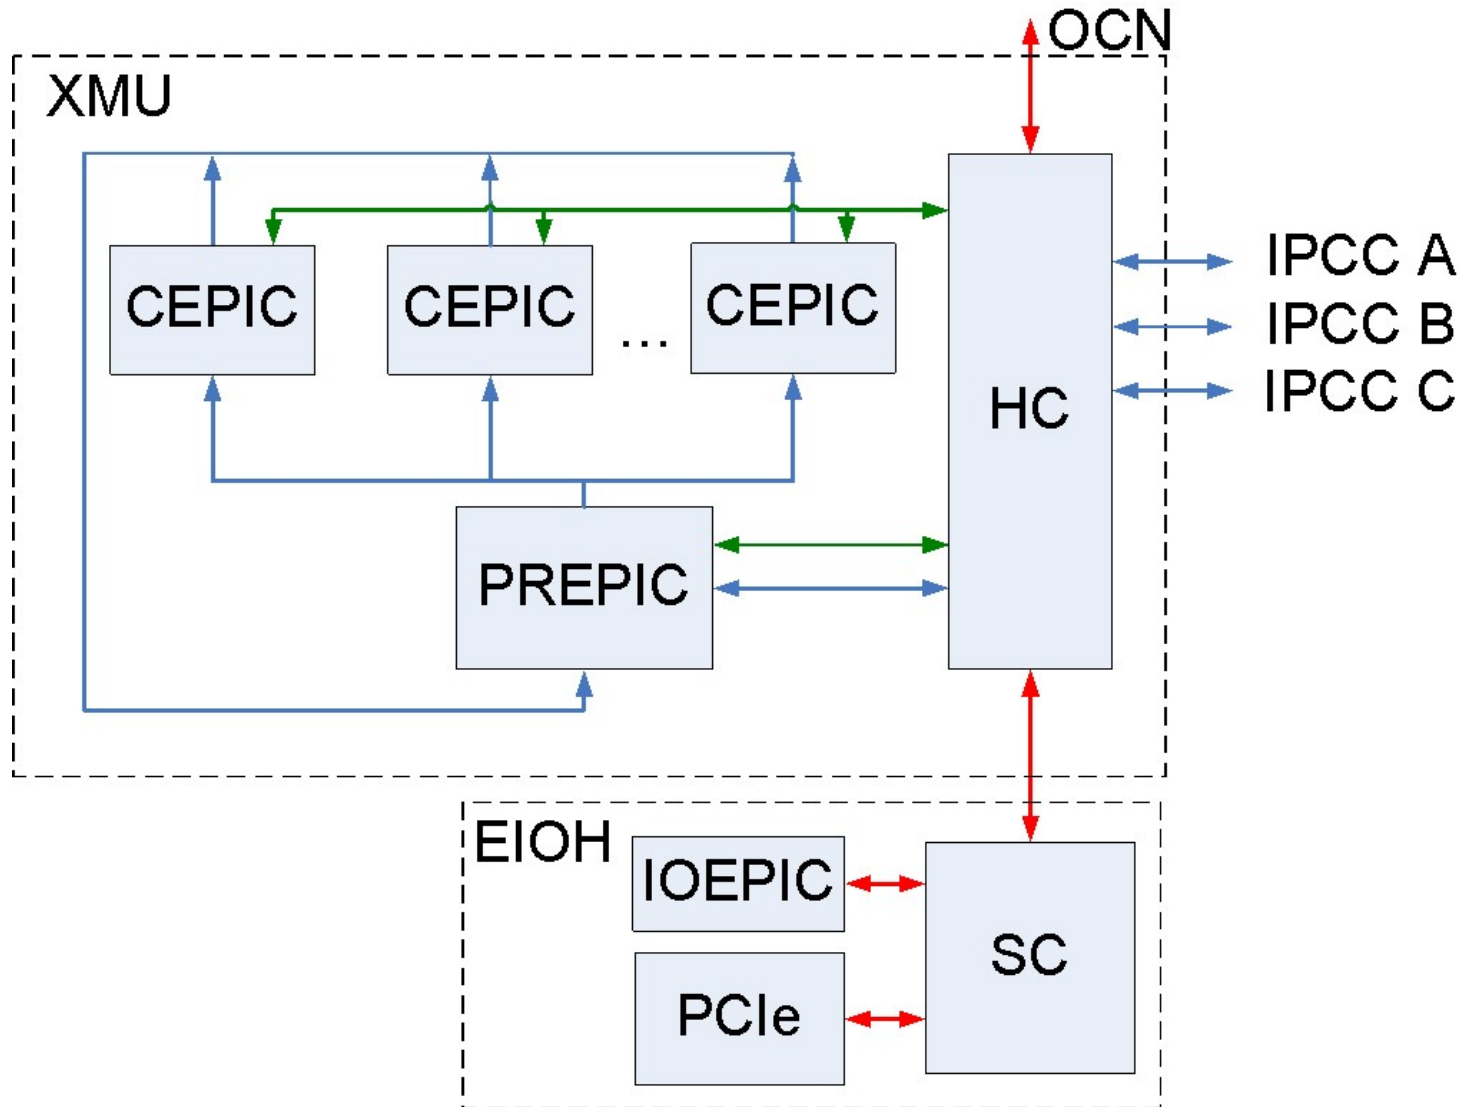 OCN
XMU
CEPIC
CEPIC
...
CEPIC
HC
IPCC A
IPCC B
IPCC C
PREPIC
EIOH
IOEPIC
SC
PCIe